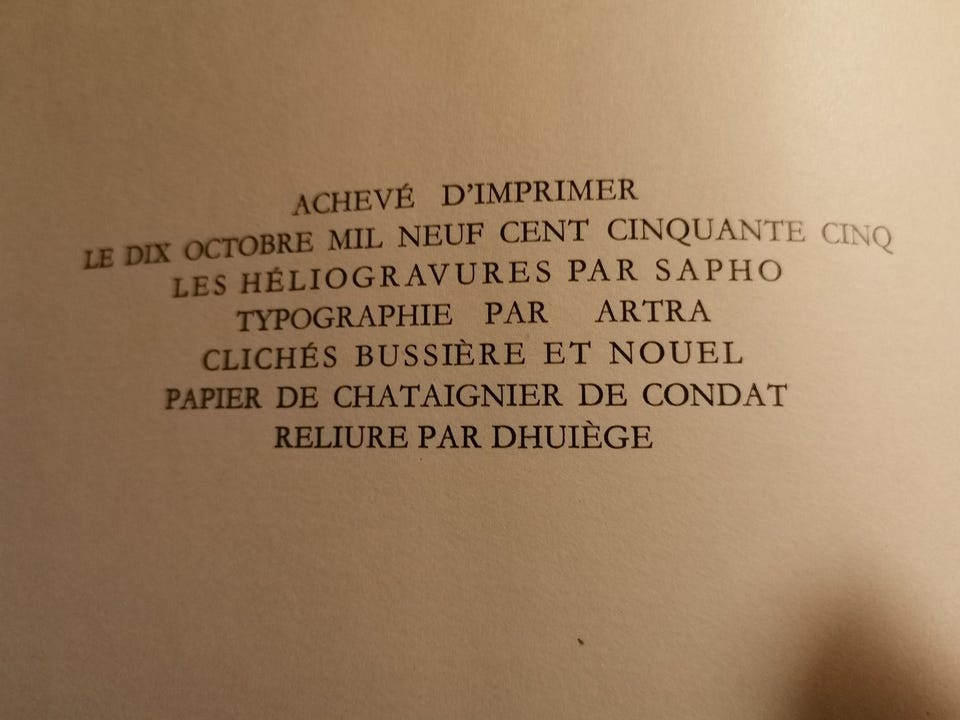 ACHEVÉ D'IMPRIMER
LE DIX OCTOBRE MIL NEUF CENT CINQUANTE CINQ
LES HÉLIOGRAVURES PAR SAPHO
TYPOGRAPHIE PAR ARTRA
CLICHÉS BUSSIÈRE ET NOUEL
PAPIER DE CHATAIGNIER DE CONDAT
RELIURE PAR DHUIÈGE